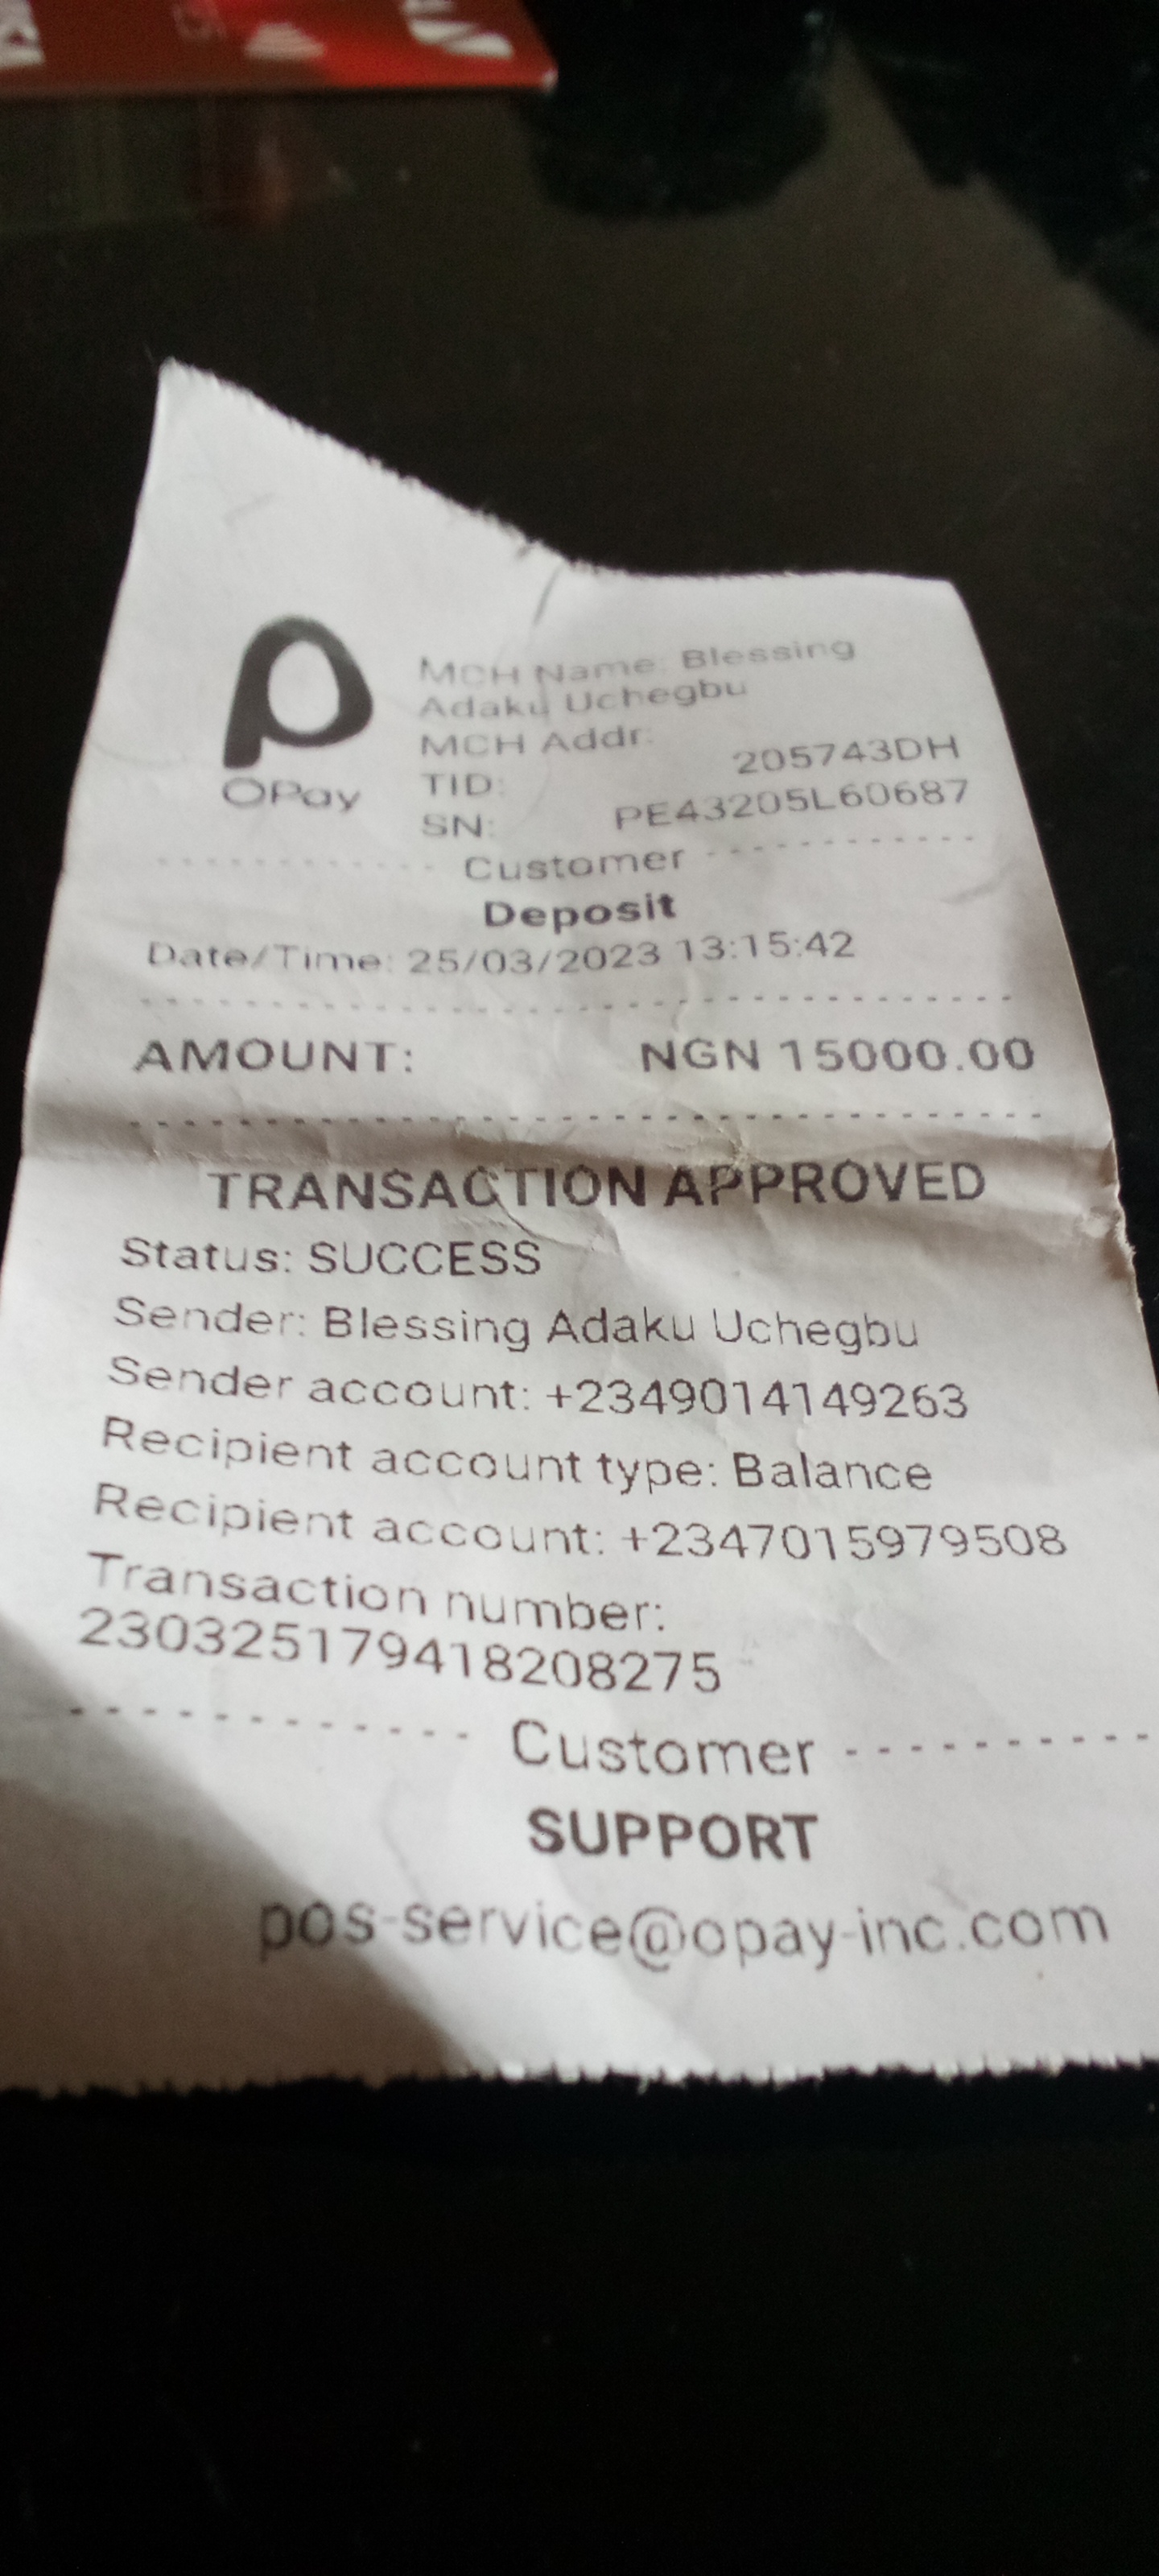 OPay
MCH Name: Blessing
Adaku Uchegbu
MCH Addr:
TID: 205743DH
SN: PE43205L60687
Customer
Deposit
Date/Time: 25/03/2023 13:15:42
AMOUNT: NGN 15000.00
TRANSACTION APPROVED
Status: SUCCESS
Sender: Blessing Adaku Uchegbu
Sender account: +2349014149263
Recipient account type: Balance
Recipient account: +2347015979508
Transaction number:
230325179418208275
Customer
SUPPORT
pos-service@opay-inc.com